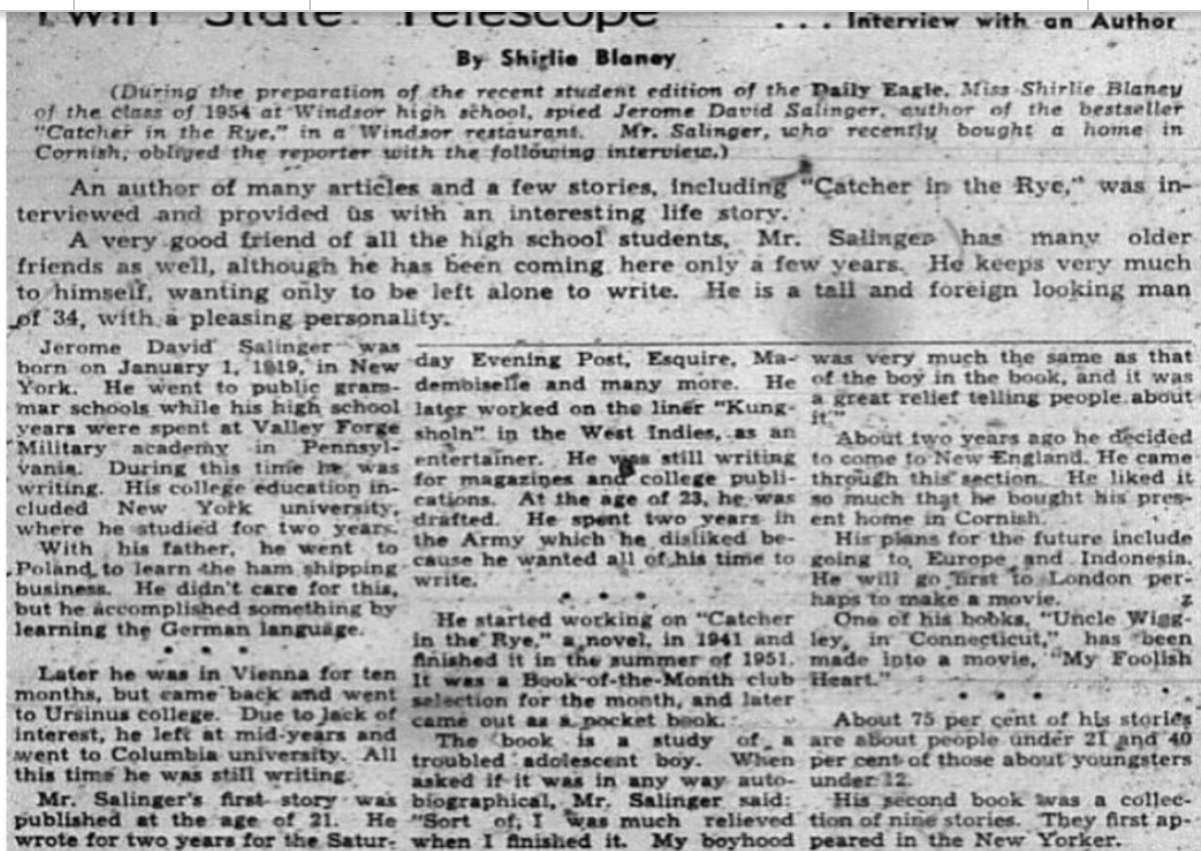 Twin State Telescope
. . . Interview with an Author
By Shirlie Blaney
(During the preparation of the recent student edition of the Daily Eagle, Miss Shirlie Blaney
of the class of 1954 at Windsor high school, spied Jerome David Salinger, author of the bestseller
"Catcher in the Rye," in a Windsor restaurant. Mr. Salinger, who recently bought a home in
Cornish, obliged the reporter with the following interview.)
An author of many articles and a few stories, including "Catcher in the Rye," was in-
terviewed and provided us with an interesting life story.
A very good friend of all the high school students, Mr. Salinger has many older
friends as well, although he has been coming here only a few years. He keeps very much
to himself, wanting only to be left alone to write. He is a tall and foreign looking man
of 34, with a pleasing personality.
Jerome David Salinger was
born on January 1, 1919, in New
York. He went to public gram-
mar schools while his high school
years were spent at Valley Forge
Military academy in Pennsyl-
vania. During this time he was
writing. His college education in-
cluded New York university,
where he studied for two years.
With his father, he went to
Poland to learn the ham shipping
business. He didn't care for this,
but he accomplished something by
learning the German language.
• • •
Later he was in Vienna for ten
months, but came back and went
to Ursinus college. Due to lack of
interest, he left at mid-years and
went to Columbia university. All
this time he was still writing.
Mr. Salinger's first story was
published at the age of 21. He
wrote for two years for the Satur-
day Evening Post, Esquire, Ma-
demoiselle and many more. He
later worked on the liner "Kung-
sholn" in the West Indies, as an
entertainer. He was still writing
for magazines and college publi-
cations. At the age of 23, he was
drafted. He spent two years in
the Army which he disliked be-
cause he wanted all of his time to
write.
• • •
He started working on "Catcher
in the Rye," a novel, in 1941 and
finished it in the summer of 1951.
It was a Book-of-the-Month club
selection for the month, and later
came out as a pocket book.
The book is a study of a
troubled adolescent boy. When
asked if it was in any way auto-
biographical, Mr. Salinger said:
"Sort of, I was much relieved
when I finished it. My boyhood
was very much the same as that
of the boy in the book, and it was
a great relief telling people about
it."
About two years ago he decided
to come to New England. He came
through this section. He liked it
so much that he bought his pres-
ent home in Cornish.
His plans for the future include
going to Europe and Indonesia.
He will go first to London per-
haps to make a movie.
One of his books, "Uncle Wigg-
ley in Connecticut," has been
made into a movie, "My Foolish
Heart."
• • •
About 75 per cent of his stories
are about people under 21 and 40
per cent of those about youngsters
under 12.
His second book was a collec-
tion of nine stories. They first ap-
peared in the New Yorker.